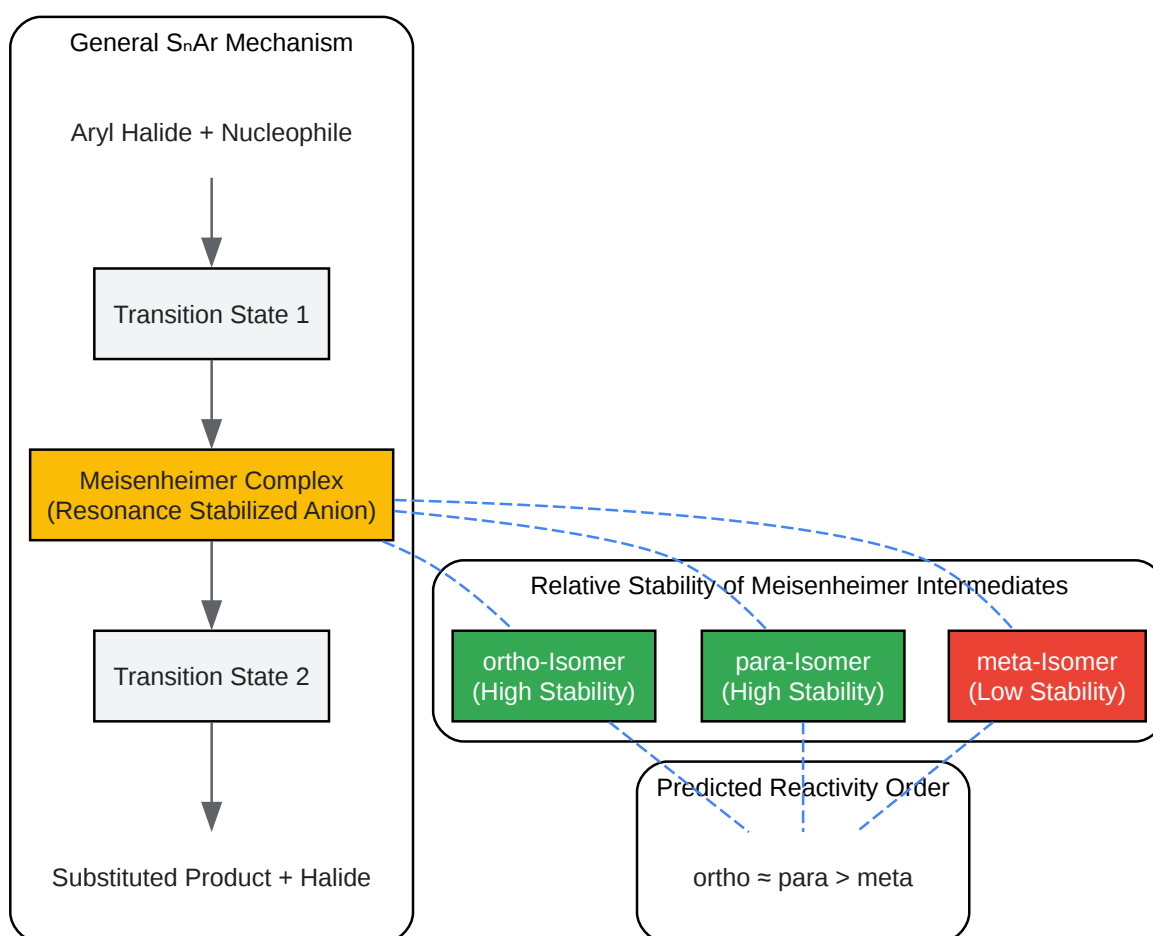 General SₙAr Mechanism
Aryl Halide + Nucleophile
Transition State 1
Meisenheimer Complex
(Resonance Stabilized Anion)
Transition State 2
Substituted Product + Halide
Relative Stability of Meisenheimer Intermediates
ortho-Isomer
(High Stability)
para-Isomer
(High Stability)
meta-Isomer
(Low Stability)
Predicted Reactivity Order
ortho ≈ para > meta